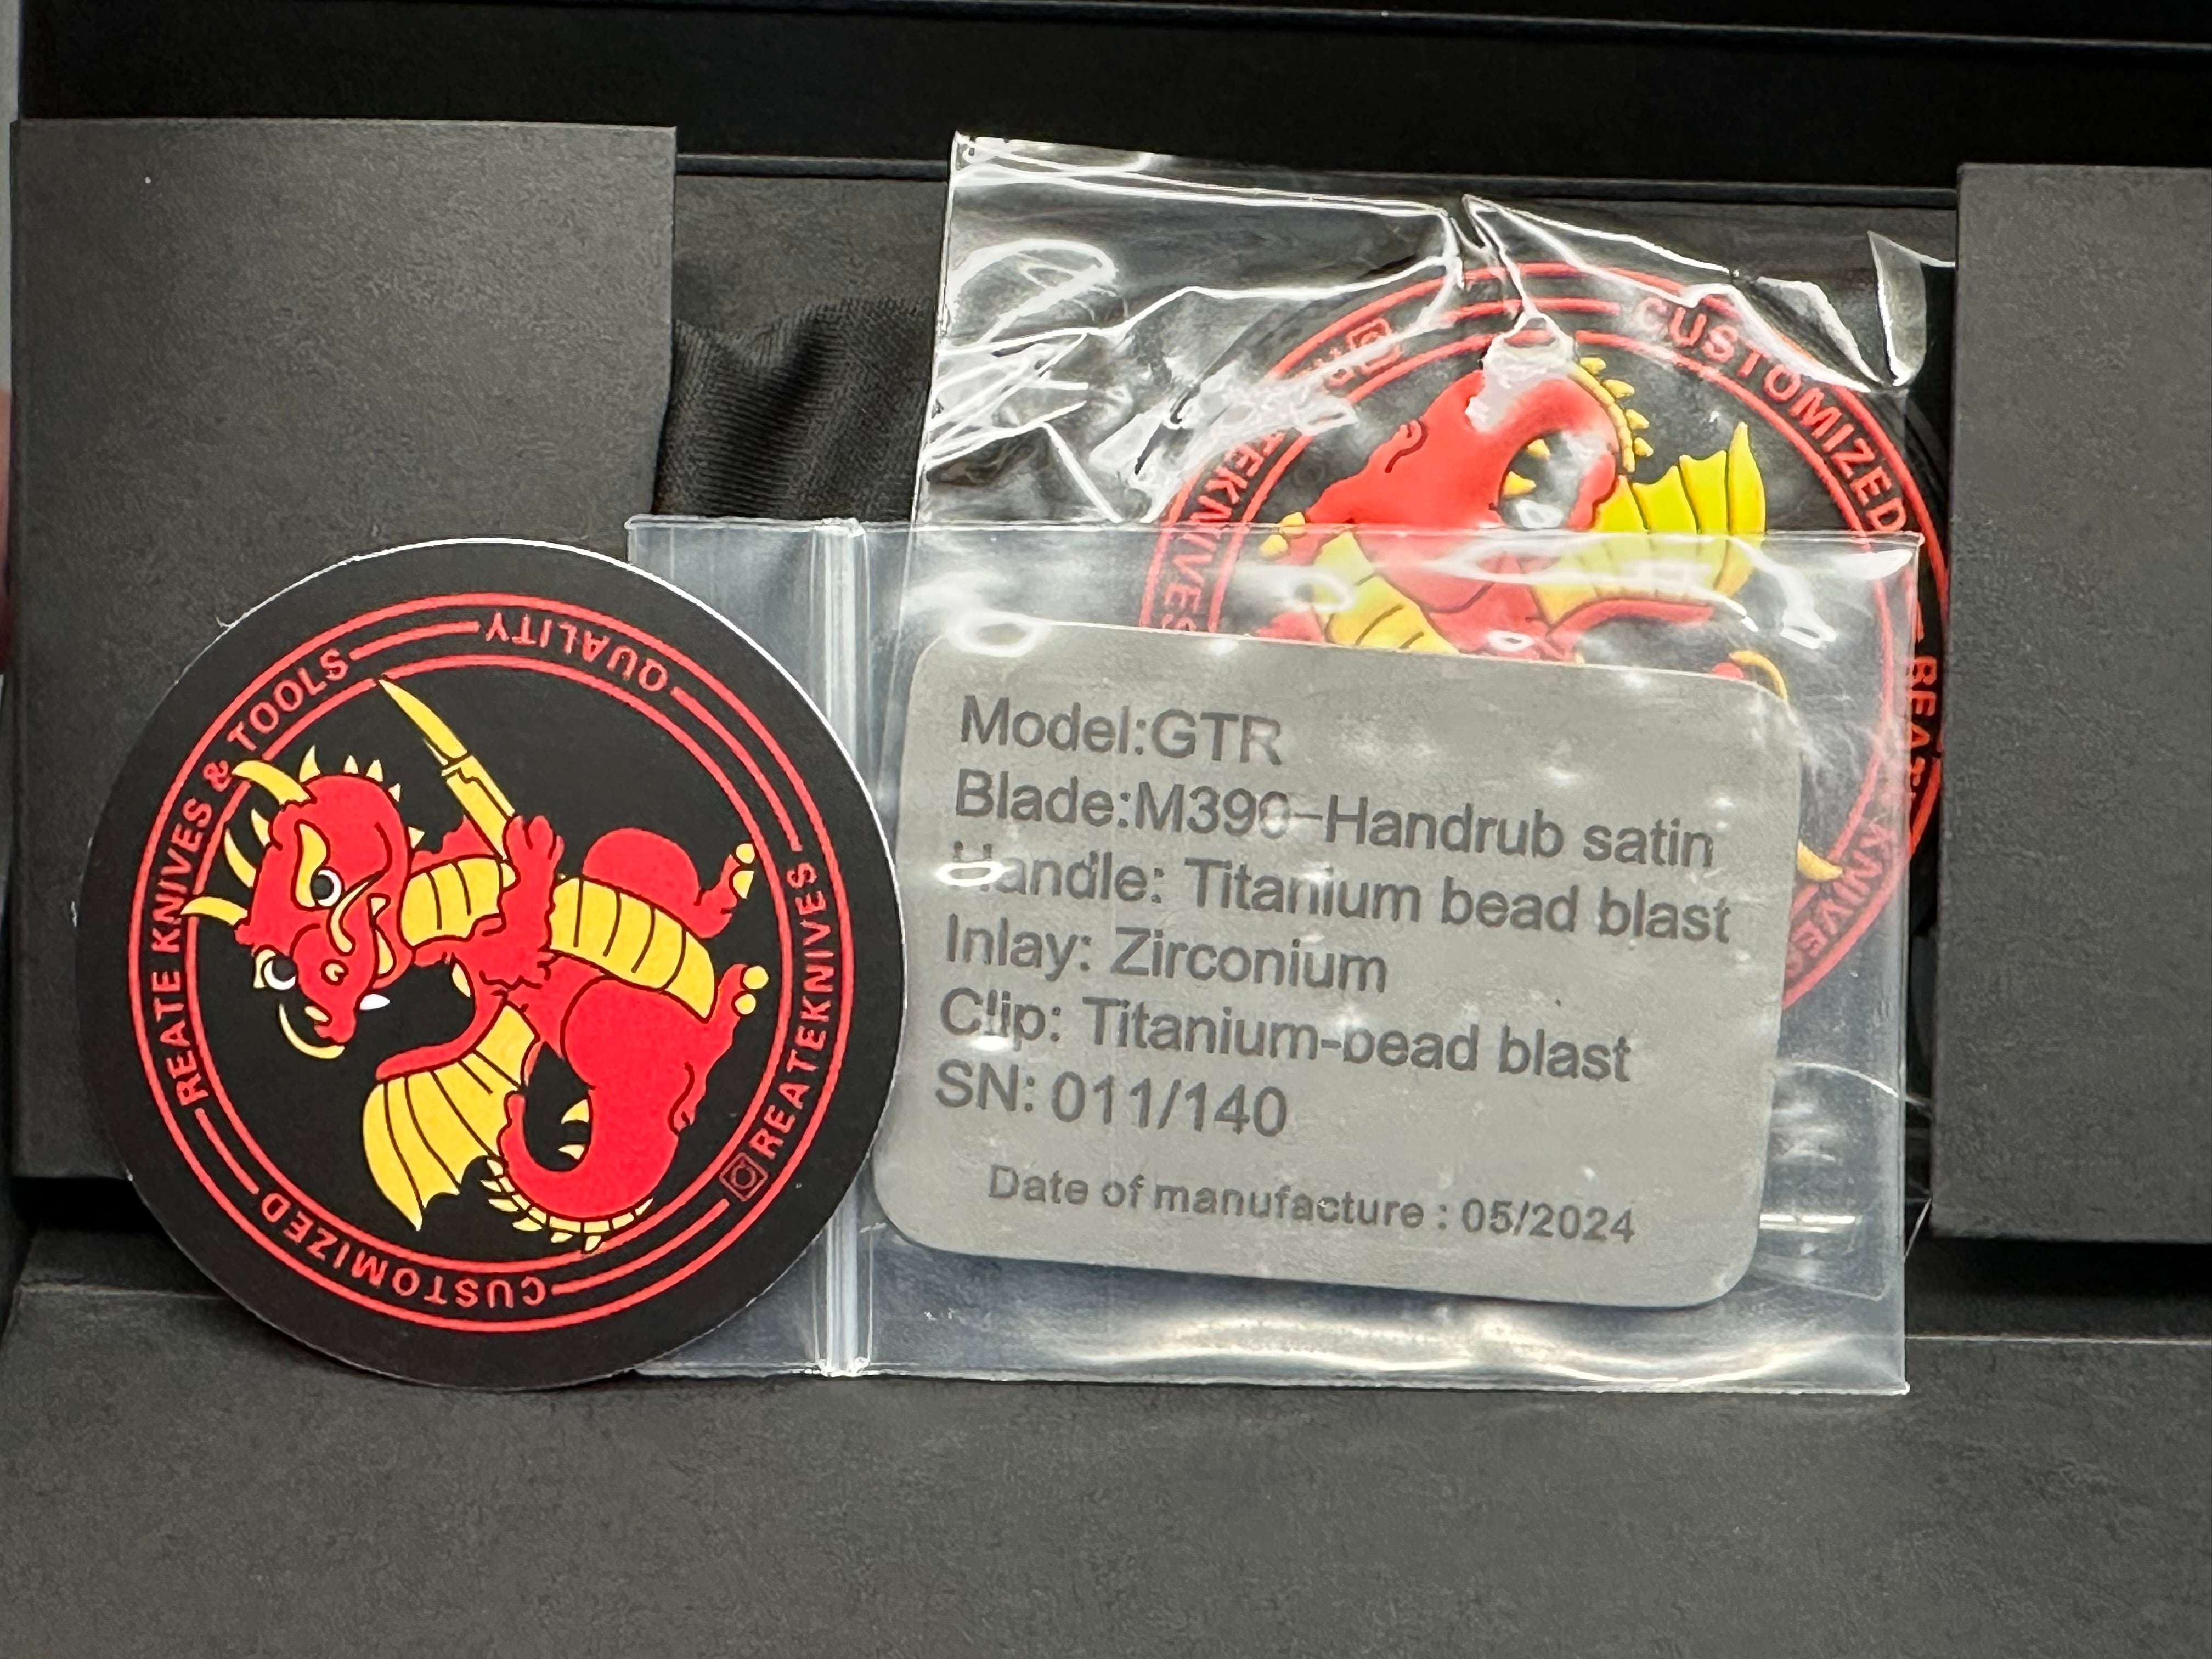 REATE KNIVES & TOOLS
QUALITY
REATEKNIVES
CUSTOMIZED
CUSTOMIZED
KNIVES
Model:GTR
Blade:M390-Handrub satin
Handle: Titanium bead blast
Inlay: Zirconium
Clip: Titanium-bead blast
SN: 011/140
Date of manufacture : 05/2024